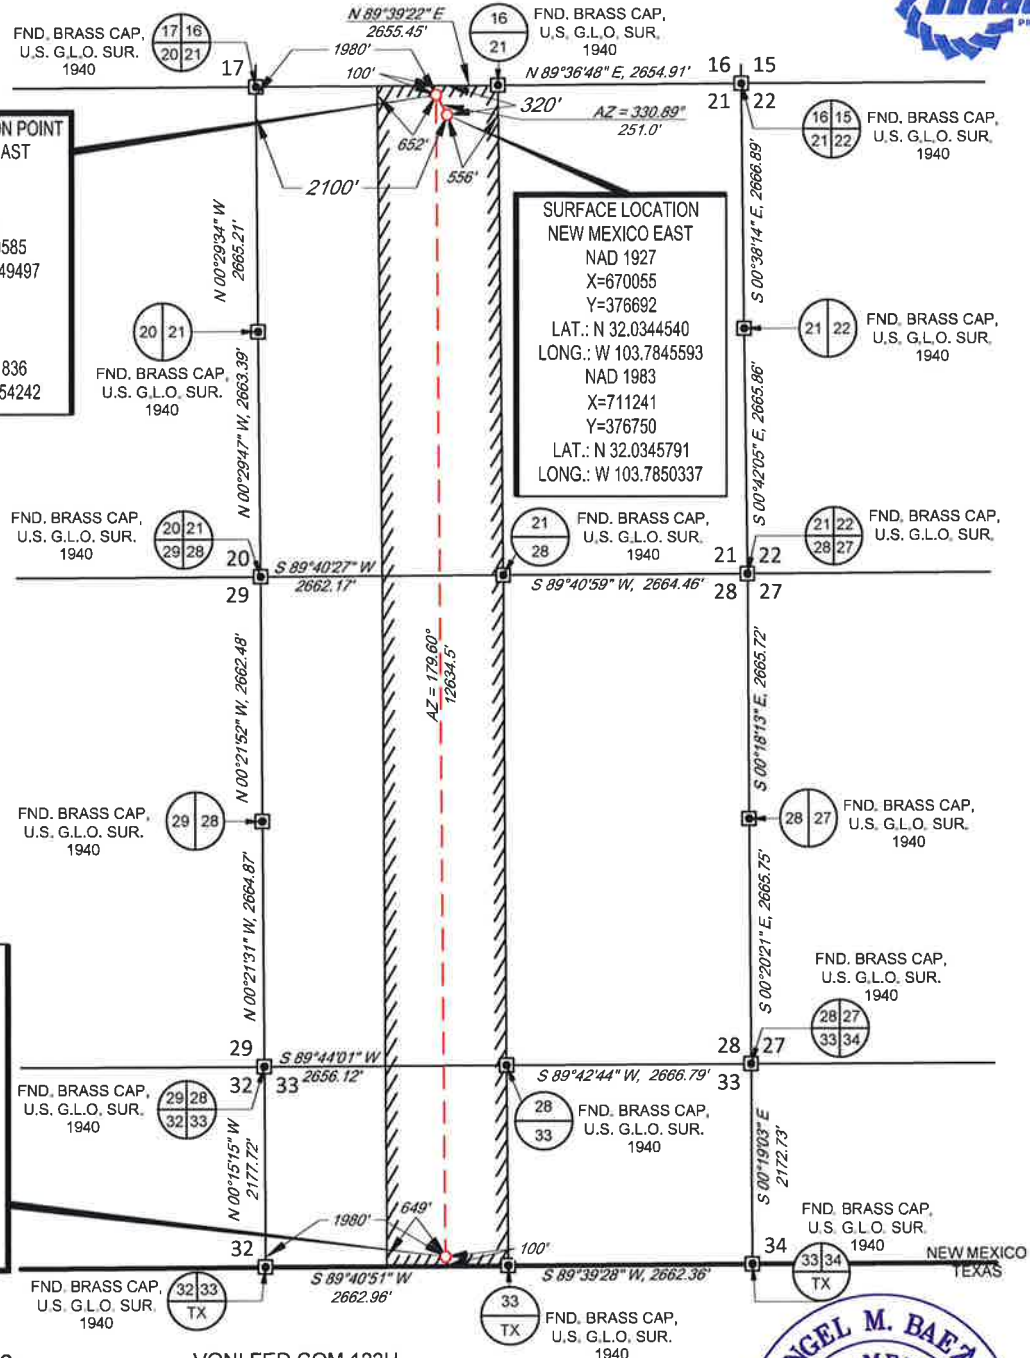 FND. BRASS CAP,
U.S. G.L.O. SUR.
1940
17 16
20 21
17
N 89°39'22" E
2655.45'
1980'
100'
16
21
FND. BRASS CAP,
U.S. G.L.O. SUR.
1940
N 89°36'48" E, 2654.91'
16 15
21 22
16 15
21 22
FND. BRASS CAP,
U.S. G.L.O. SUR.
1940
320'
AZ = 330.89°
251.0'
652'
556'
2100'
ON POINT
AST
585
49497
836
54242
SURFACE LOCATION
NEW MEXICO EAST
NAD 1927
X=670055
Y=376692
LAT.: N 32.0344540
LONG.: W 103.7845593
NAD 1983
X=711241
Y=376750
LAT.: N 32.0345791
LONG.: W 103.7850337
N 00°29'34" W
2665.21'
S 00°38'14" E, 2666.89'
20 21
FND. BRASS CAP,
U.S. G.L.O. SUR.
1940
21 22
FND. BRASS CAP,
U.S. G.L.O. SUR.
1940
N 00°29'47" W, 2663.39'
S 00°42'05" E, 2665.86'
FND. BRASS CAP,
U.S. G.L.O. SUR.
1940
20 21
29 28
20
29
S 89°40'27" W
2662.17'
21
28
FND. BRASS CAP,
U.S. G.L.O. SUR.
1940
S 89°40'59" W, 2664.46'
21 22
28 27
21 22
28 27
FND. BRASS CAP,
U.S. G.L.O. SUR.
AZ = 179.60°
12634.5'
N 00°21'52" W, 2662.48'
S 00°18'13" E, 2665.72'
FND. BRASS CAP,
U.S. G.L.O. SUR.
1940
29 28
28 27
FND. BRASS CAP,
U.S. G.L.O. SUR.
1940
N 00°21'31" W, 2664.87'
S 00°20'21" E, 2665.75'
FND. BRASS CAP,
U.S. G.L.O. SUR.
1940
28 27
33 34
29
32 33
S 89°44'01" W
2656.12'
28 27
33
S 89°42'44" W, 2666.79'
FND. BRASS CAP,
U.S. G.L.O. SUR.
1940
29 28
32 33
28
33
FND. BRASS CAP,
U.S. G.L.O. SUR.
1940
N 00°15'15" W
2177.72'
S 00°19'03" E
2172.73'
1980'
649'
100'
32
34
FND. BRASS CAP,
U.S. G.L.O. SUR.
1940
33 34
TX
NEW MEXICO
TEXAS
S 89°40'51" W
2662.96'
S 89°39'28" W, 2662.36'
FND. BRASS CAP,
U.S. G.L.O. SUR.
1940
32 33
TX
33
TX
FND. BRASS CAP,
U.S. G.L.O. SUR.
1940
ANGEL M. BAEZA